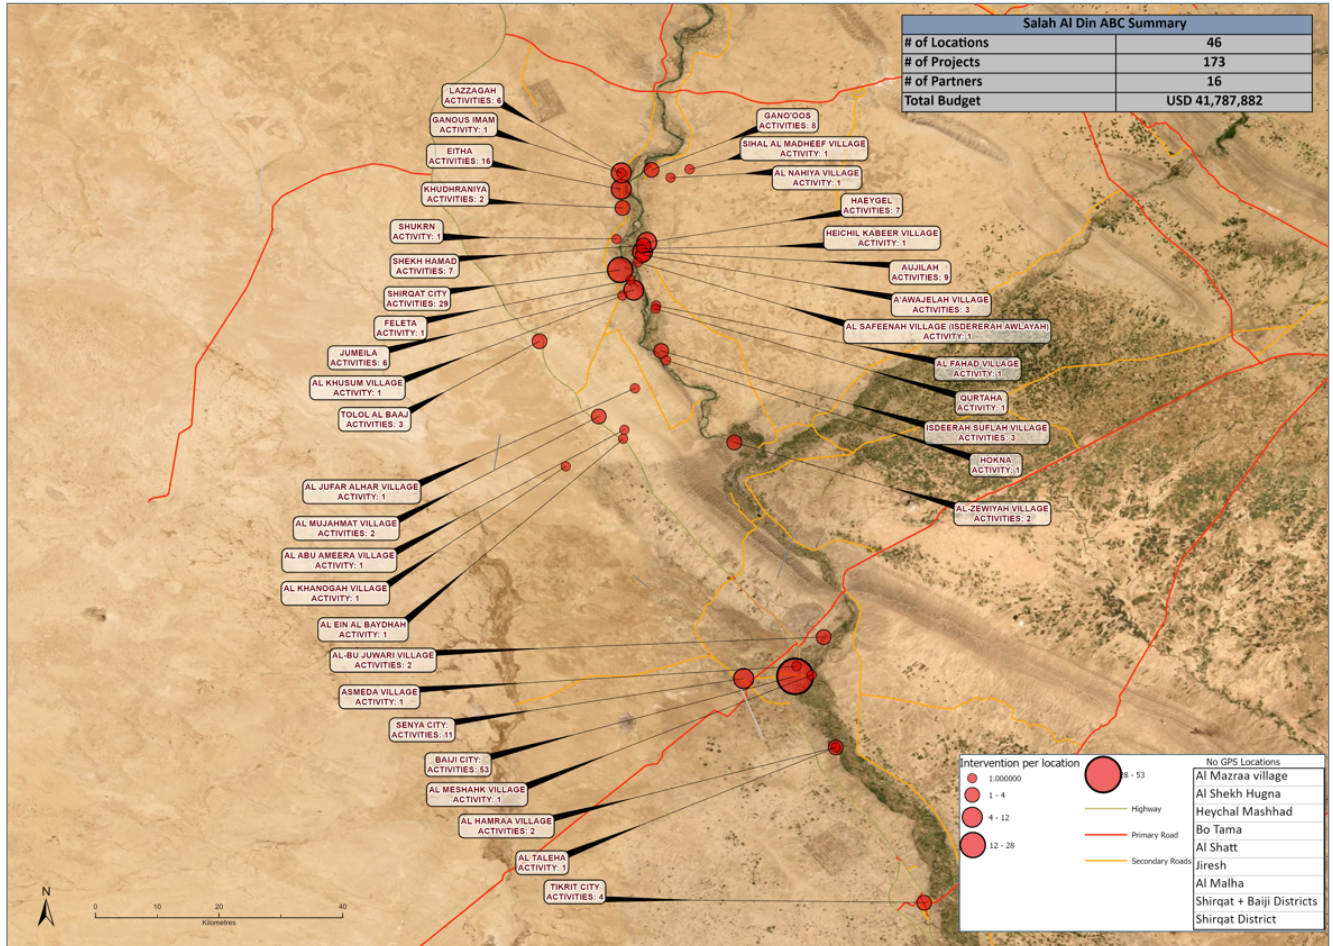 Salah Al Din ABC Summary
# of Locations 46
# of Projects 173
# of Partners 16
Total Budget USD 41,787,882
LAZZAGAH
ACTIVITIES: 6
GANOUS IMAM
ACTIVITY: 1
EITHA
ACTIVITIES: 16
KHUDHRANIYA
ACTIVITIES: 2
SHUKRN
ACTIVITY: 1
SHEKH HAMAD
ACTIVITIES: 7
SHIRQAT CITY
ACTIVITIES: 29
FELETA
ACTIVITY: 1
JUMEILA
ACTIVITIES: 6
AL KHUSUM VILLAGE
ACTIVITY: 1
TOLOL AL BAAJ
ACTIVITIES: 3
AL JUFAR ALHAR VILLAGE
ACTIVITY: 1
AL MUJAHMAT VILLAGE
ACTIVITIES: 2
AL ABU AMEERA VILLAGE
ACTIVITY: 1
AL KHANOGAH VILLAGE
ACTIVITY: 1
AL EIN AL BAYDHAH
ACTIVITY: 1
AL-BU JUWARI VILLAGE
ACTIVITIES: 2
ASMEDA VILLAGE
ACTIVITY: 1
SENYA CITY:
ACTIVITIES: 11
BAIJI CITY:
ACTIVITIES: 53
AL MESHAHK VILLAGE
ACTIVITY: 1
AL HAMRAA VILLAGE
ACTIVITIES: 2
AL TALEHA
ACTIVITY: 1
TIKRIT CITY
ACTIVITIES: 4
GANO'OOS
ACTIVITIES: 8
SIHAL AL MADHEEF VILLAGE
ACTIVITY: 1
AL NAHIYA VILLAGE
ACTIVITY: 1
HAEYGEL
ACTIVITIES: 7
HEICHIL KABEER VILLAGE
ACTIVITY: 1
AUJILAH
ACTIVITIES: 9
A'AWAJELAH VILLAGE
ACTIVITIES: 3
AL SAFEENAH VILLAGE (ISDERERAH AWLAYAH)
ACTIVITY: 1
AL FAHAD VILLAGE
ACTIVITY: 1
QURTAHA
ACTIVITY: 1
ISDEERAH SUFLAH VILLAGE
ACTIVITIES: 3
HOKNA
ACTIVITY: 1
AL-ZEWIYAH VILLAGE
ACTIVITIES: 2
Intervention per location
1.000000
1 - 4
4 - 12
12 - 28
28 - 53
Highway
Primary Road
Secondary Roads
No GPS Locations
Al Mazraa village
Al Shekh Hugna
Heychal Mashhad
Bo Tama
Al Shatt
Jiresh
Al Malha
Shirqat + Baiji Districts
Shirqat District
N
0 10 20 40
Kilometres